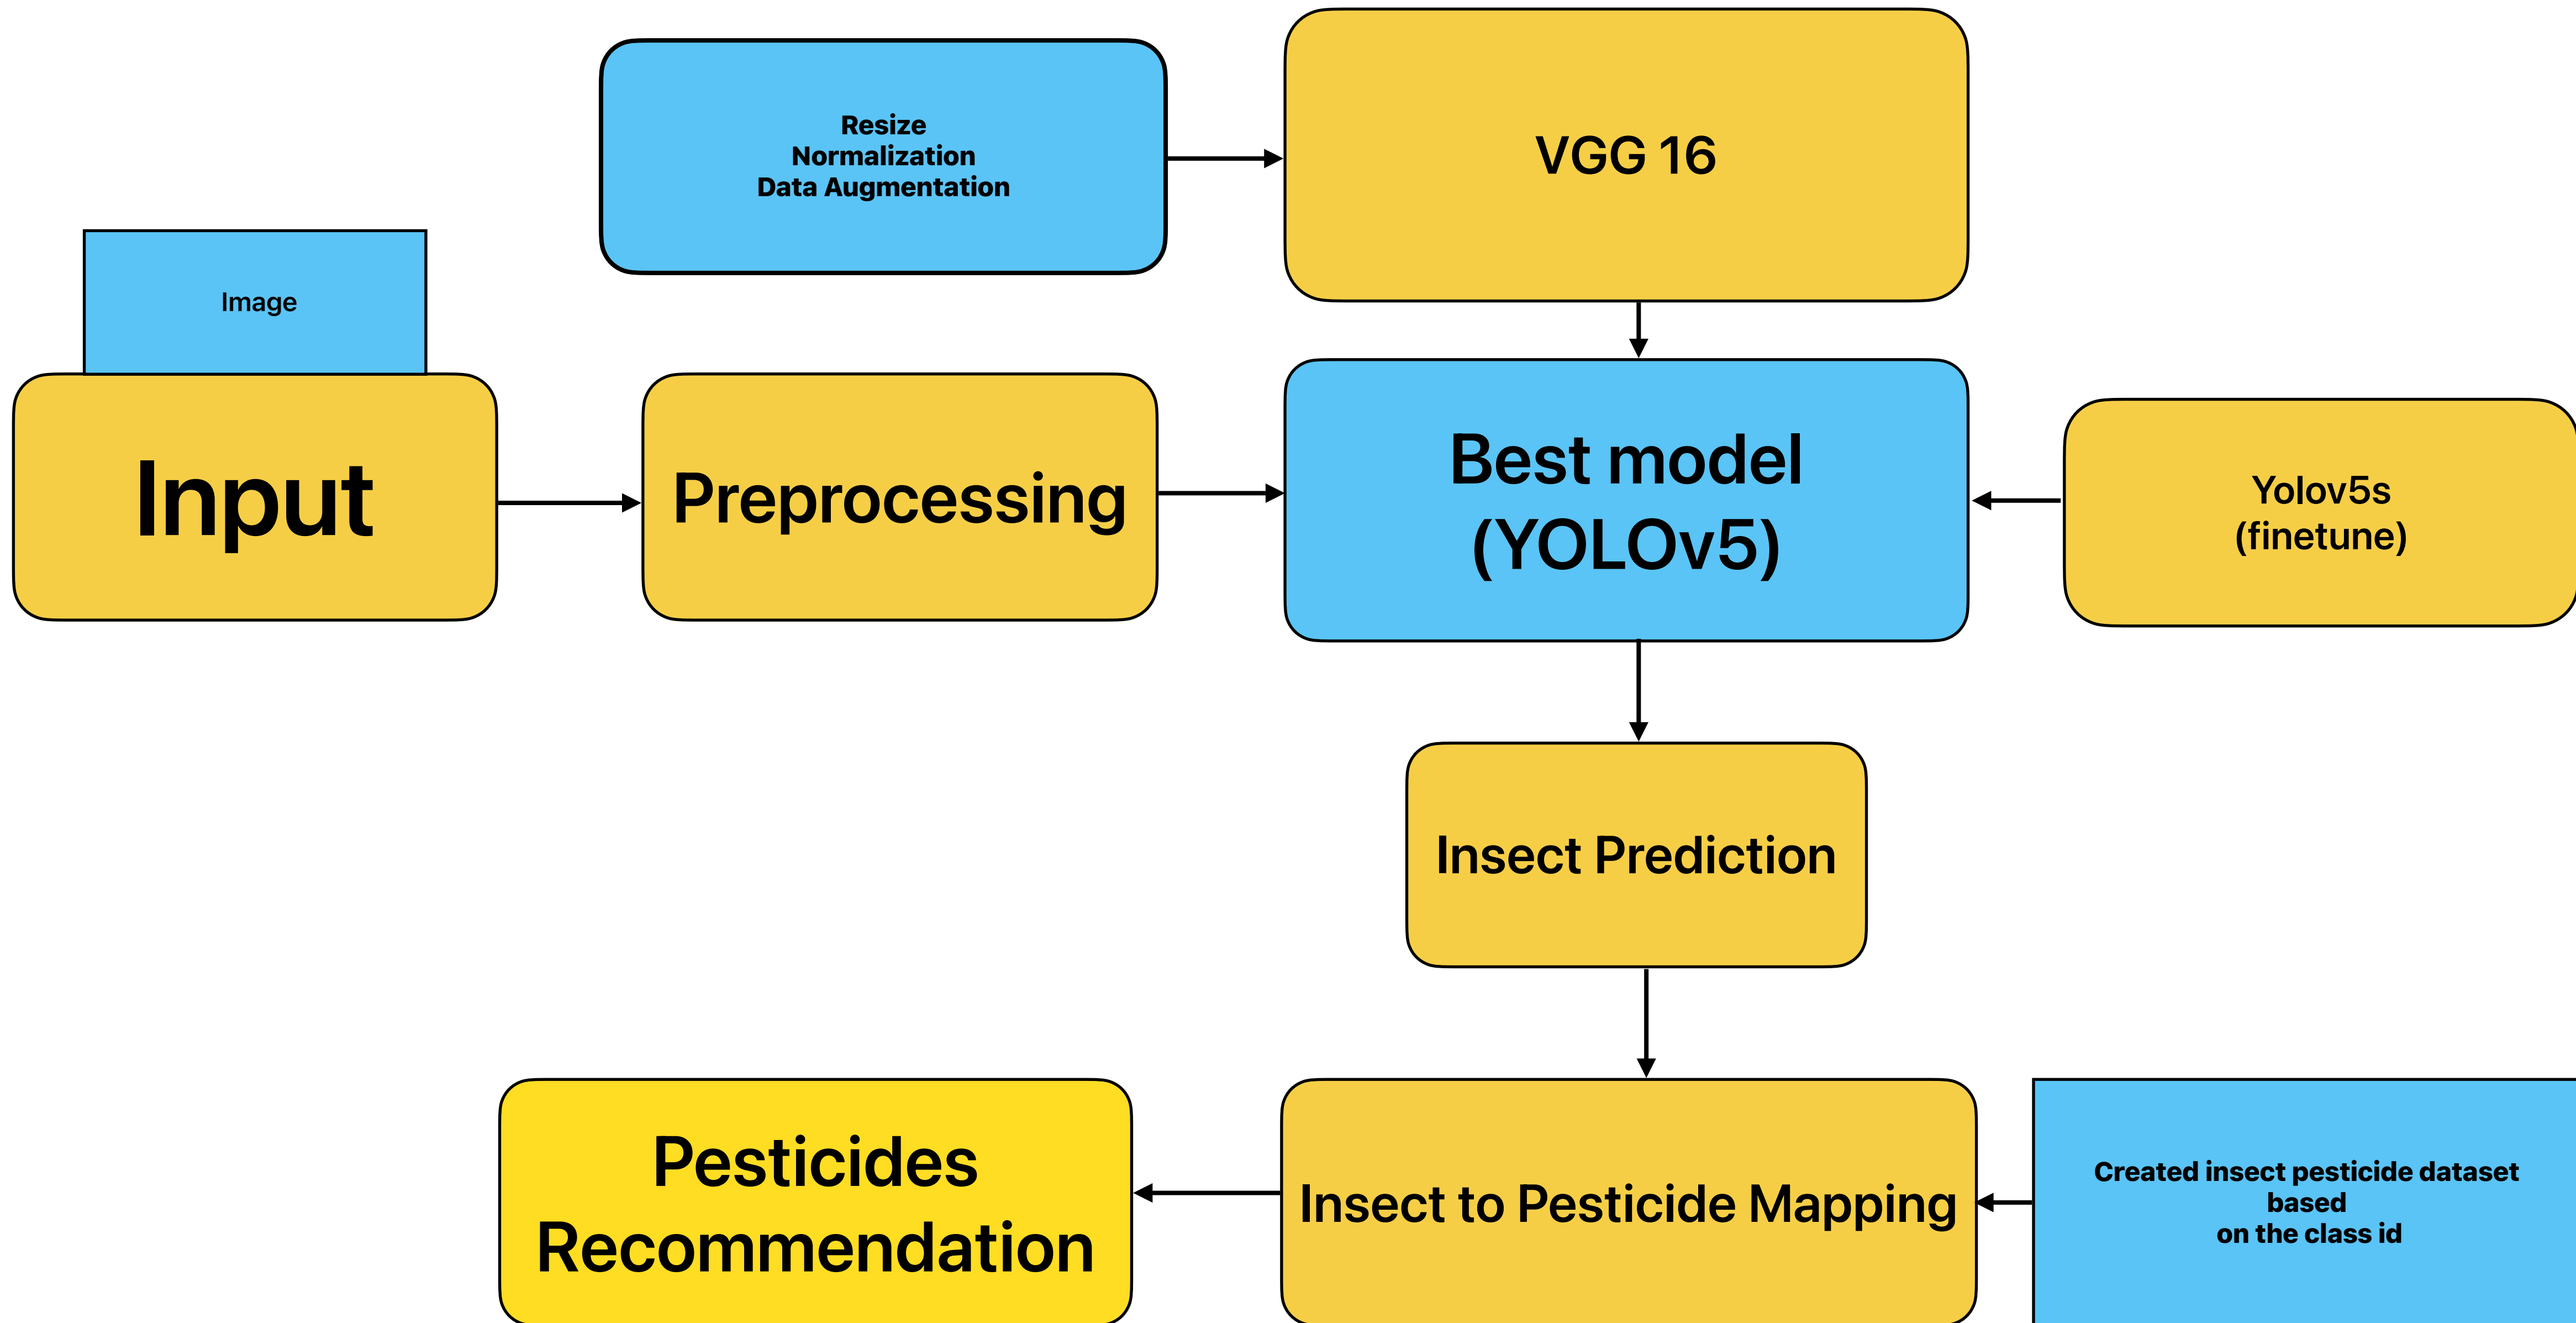 Resize
Normalization
Data Augmentation
VGG 16
Image
Input
Preprocessing
Best model
(YOLOv5)
Yolov5s
(finetune)
Insect Prediction
Pesticides
Recommendation
Insect to Pesticide Mapping
Created insect pesticide dataset
based
on the class id